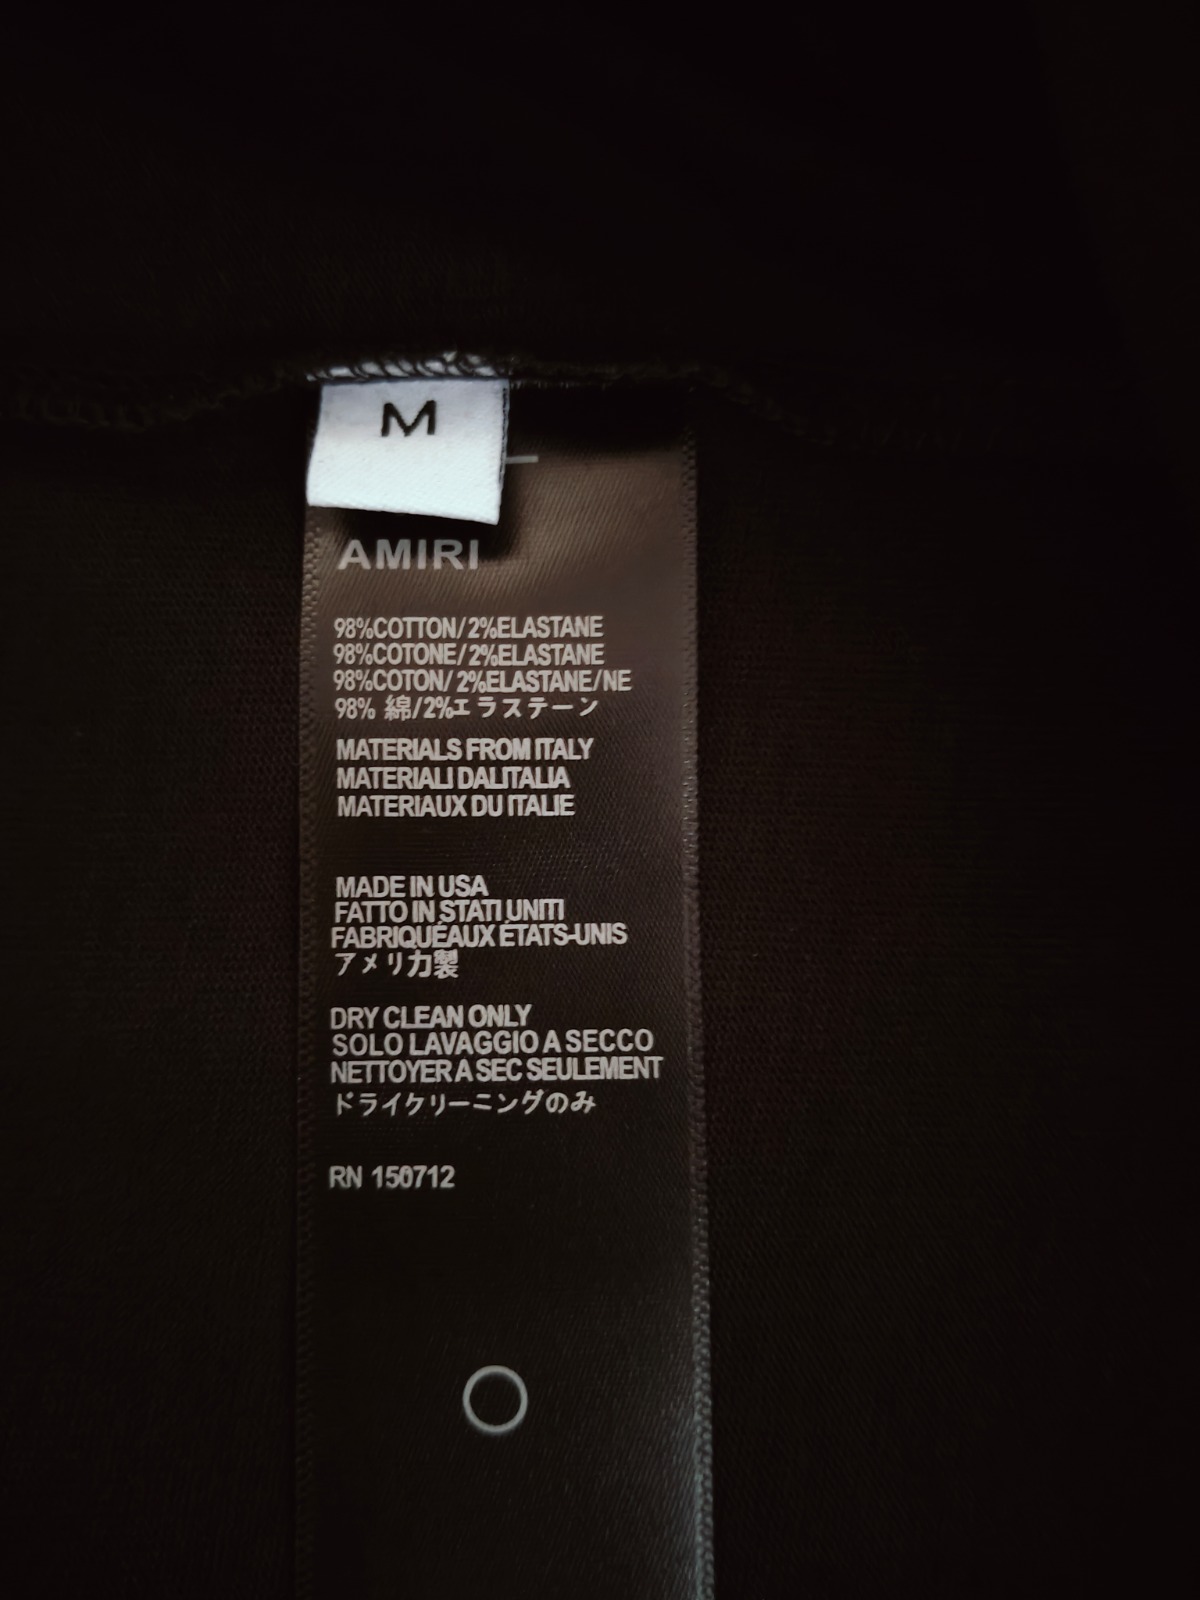 M
AMIRI
98%COTTON/2%ELASTANE
98%COTONE/2%ELASTANE
98%COTON/2%ELASTANE/NE
98% 綿/2%エラステーン
MATERIALS FROM ITALY
MATERIALI DALITALIA
MATERIAUX DU ITALIE
MADE IN USA
FATTO IN STATI UNITI
FABRIQUÉAUX ÉTATS-UNIS
アメリカ製
DRY CLEAN ONLY
SOLO LAVAGGIO A SECCO
NETTOYER A SEC SEULEMENT
ドライクリーニングのみ
RN 150712